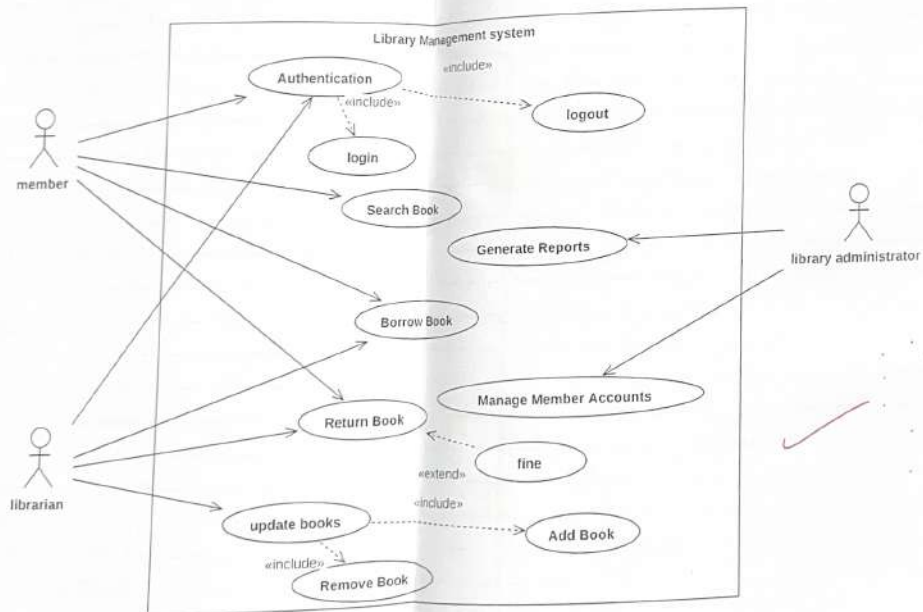 Library Management system
Authentication
«include»
«include»
logout
login
member
Search Book
Generate Reports
library administrator
Borrow Book
Manage Member Accounts
Return Book
fine
«extend»
librarian
«include»
update books
Add Book
«include»
Remove Book